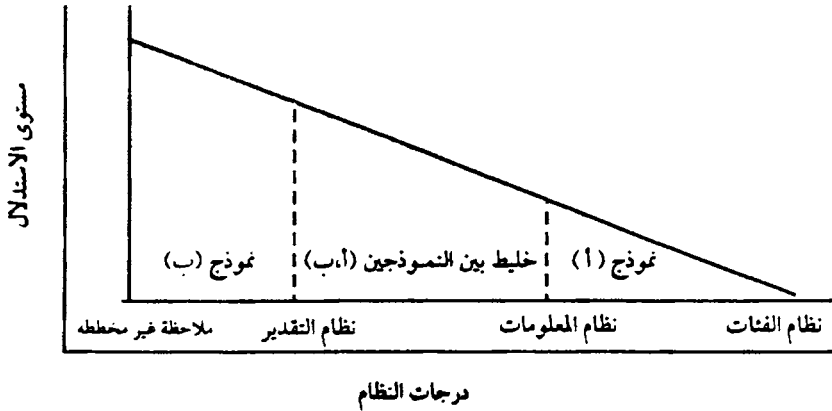 مستوى الاستدلال
نموذج (أ)
خليط بين النموذجين (أ،ب)
نموذج (ب)
نظام الفئات
نظام المعلومات
نظام التقدير
ملاحظة غير مخططه
درجات النظام